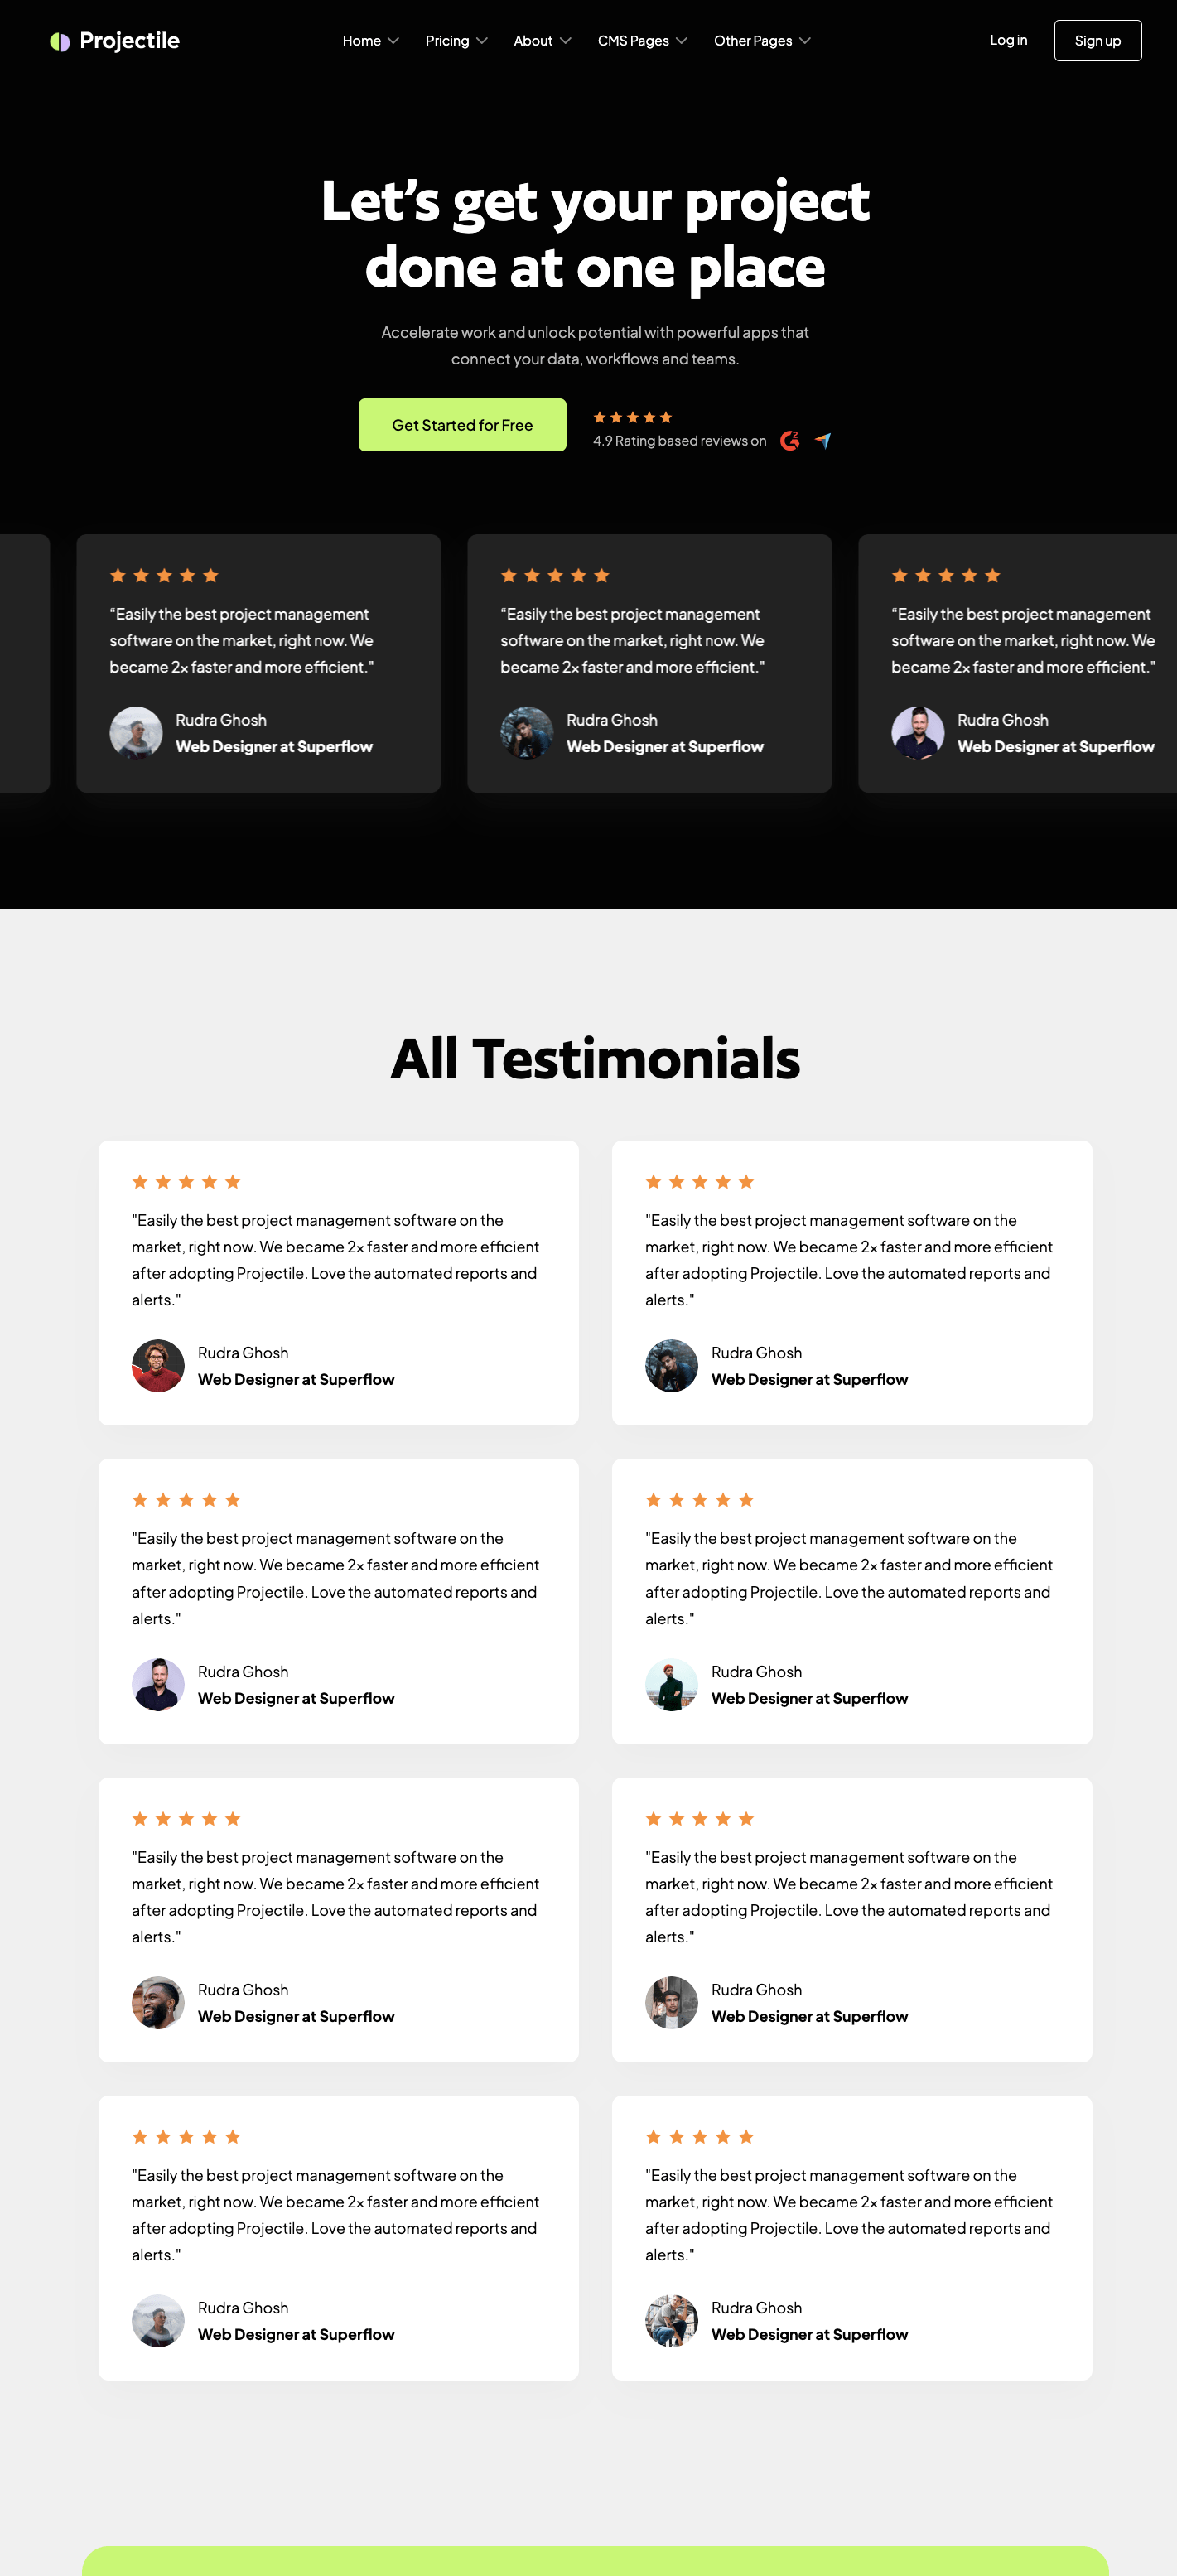 Projectile
Home
Pricing
About
CMS Pages
Other Pages
Log in
Sign up
Let’s get your project
done at one place
Accelerate work and unlock potential with powerful apps that
connect your data, workflows and teams.
Get Started for Free
4.9 Rating based reviews on
G2
“Easily the best project management
software on the market, right now. We
became 2x faster and more efficient."
Rudra Ghosh
Web Designer at Superflow
“Easily the best project management
software on the market, right now. We
became 2x faster and more efficient."
Rudra Ghosh
Web Designer at Superflow
“Easily the best project management
software on the market, right now. We
became 2x faster and more efficient."
Rudra Ghosh
Web Designer at Superflow
All Testimonials
"Easily the best project management software on the
market, right now. We became 2x faster and more efficient
after adopting Projectile. Love the automated reports and
alerts."
Rudra Ghosh
Web Designer at Superflow
"Easily the best project management software on the
market, right now. We became 2x faster and more efficient
after adopting Projectile. Love the automated reports and
alerts."
Rudra Ghosh
Web Designer at Superflow
"Easily the best project management software on the
market, right now. We became 2x faster and more efficient
after adopting Projectile. Love the automated reports and
alerts."
Rudra Ghosh
Web Designer at Superflow
"Easily the best project management software on the
market, right now. We became 2x faster and more efficient
after adopting Projectile. Love the automated reports and
alerts."
Rudra Ghosh
Web Designer at Superflow
"Easily the best project management software on the
market, right now. We became 2x faster and more efficient
after adopting Projectile. Love the automated reports and
alerts."
Rudra Ghosh
Web Designer at Superflow
"Easily the best project management software on the
market, right now. We became 2x faster and more efficient
after adopting Projectile. Love the automated reports and
alerts."
Rudra Ghosh
Web Designer at Superflow
"Easily the best project management software on the
market, right now. We became 2x faster and more efficient
after adopting Projectile. Love the automated reports and
alerts."
Rudra Ghosh
Web Designer at Superflow
"Easily the best project management software on the
market, right now. We became 2x faster and more efficient
after adopting Projectile. Love the automated reports and
alerts."
Rudra Ghosh
Web Designer at Superflow